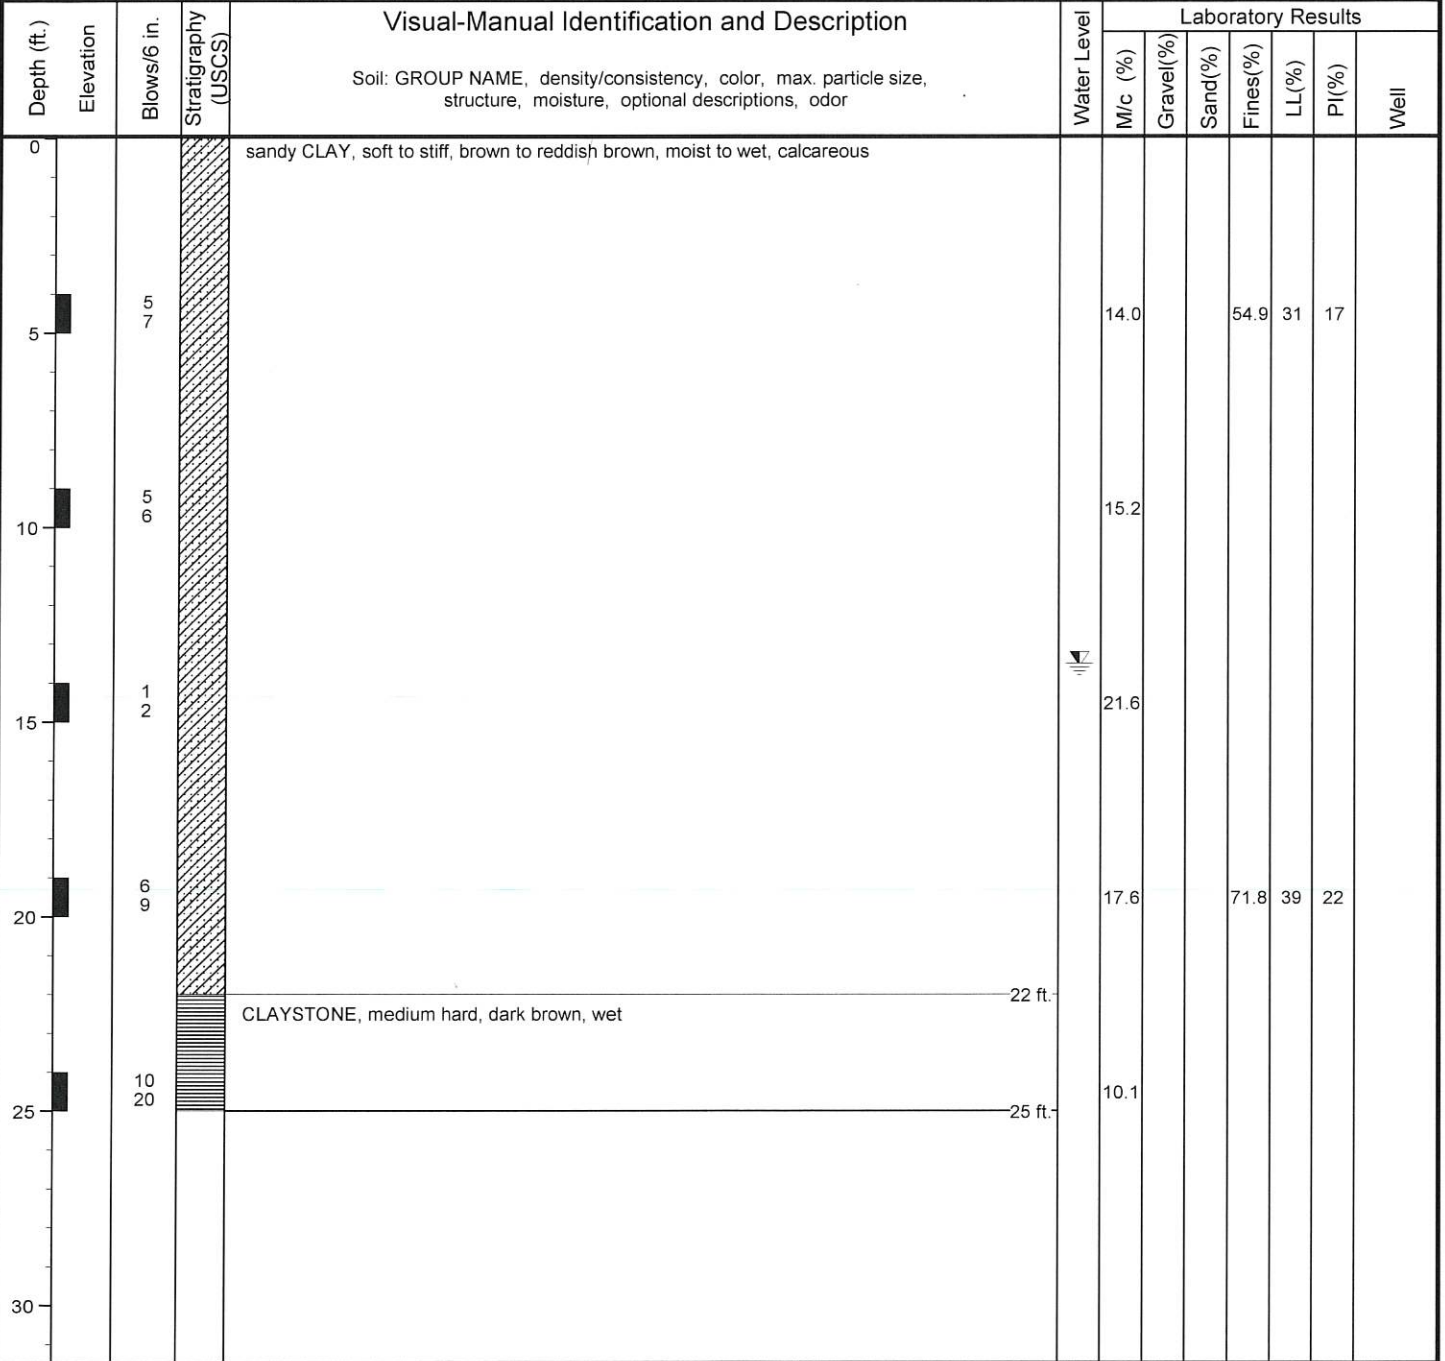 Depth (ft.)
Elevation
Blows/6 in.
Stratigraphy
(USCS)
Visual-Manual Identification and Description
Soil: GROUP NAME, density/consistency, color, max. particle size,
structure, moisture, optional descriptions, odor
Water Level
Laboratory Results
M/c (%)
Gravel(%)
Sand(%)
Fines(%)
LL(%)
PI(%)
Well
0
sandy CLAY, soft to stiff, brown to reddish brown, moist to wet, calcareous
5
7
14.0 54.9 31 17
5
5
6
15.2
10
1
2
21.6
15
6
9
17.6 71.8 39 22
20
22 ft.
CLAYSTONE, medium hard, dark brown, wet
10
20
10.1
25
25 ft.
30